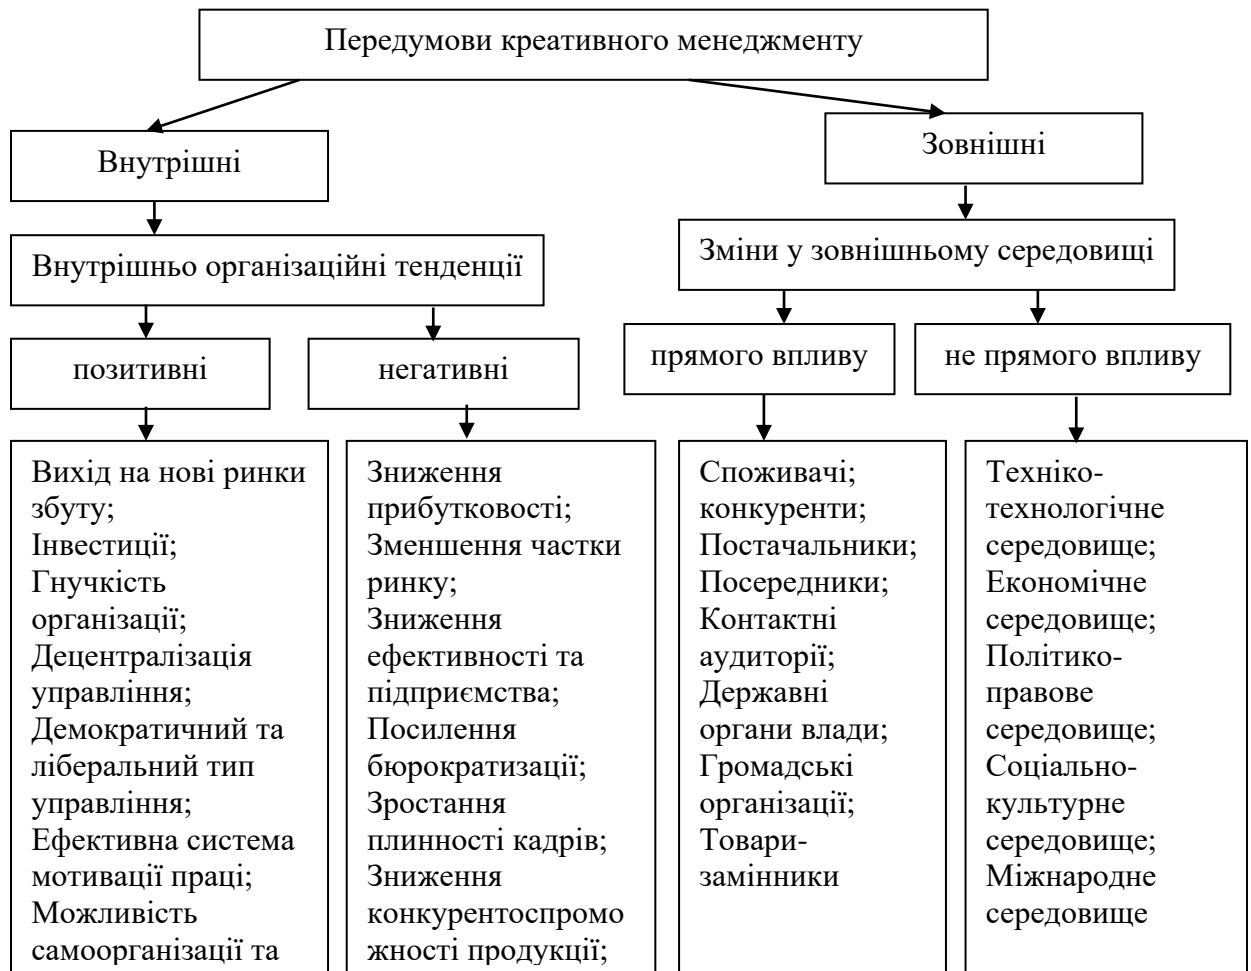 Передумови креативного менеджменту
Внутрішні
Зовнішні
Внутрішньо організаційні тенденції
Зміни у зовнішньому середовищі
позитивні
негативні
прямого впливу
не прямого впливу
Вихід на нові ринки
збуту;
Інвестиції;
Гнучкість
організації;
Децентралізація
управління;
Демократичний та
ліберальний тип
управління;
Ефективна система
мотивації праці;
Можливість
самоорганізації та
Зниження
прибутковості;
Зменшення частки
ринку;
Зниження
ефективності та
підприємства;
Посилення
бюрократизації;
Зростання
плинності кадрів;
Зниження
конкурентоспромо
жності продукції;
Споживачі;
конкуренти;
Постачальники;
Посередники;
Контактні
аудиторії;
Державні
органи влади;
Громадські
організації;
Товари-
замінники
Техніко-
технологічне
середовище;
Економічне
середовище;
Політико-
правове
середовище;
Соціально-
культурне
середовище;
Міжнародне
середовище